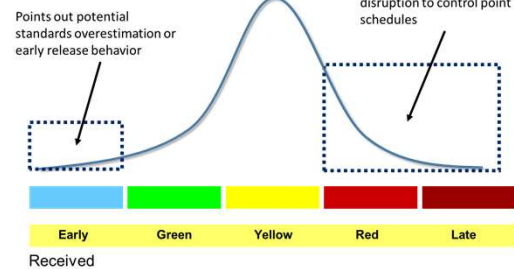 Points out potential
standards overestimation or
early release behavior
disruption to control point
schedules
Early Green Yellow Red Late
Received